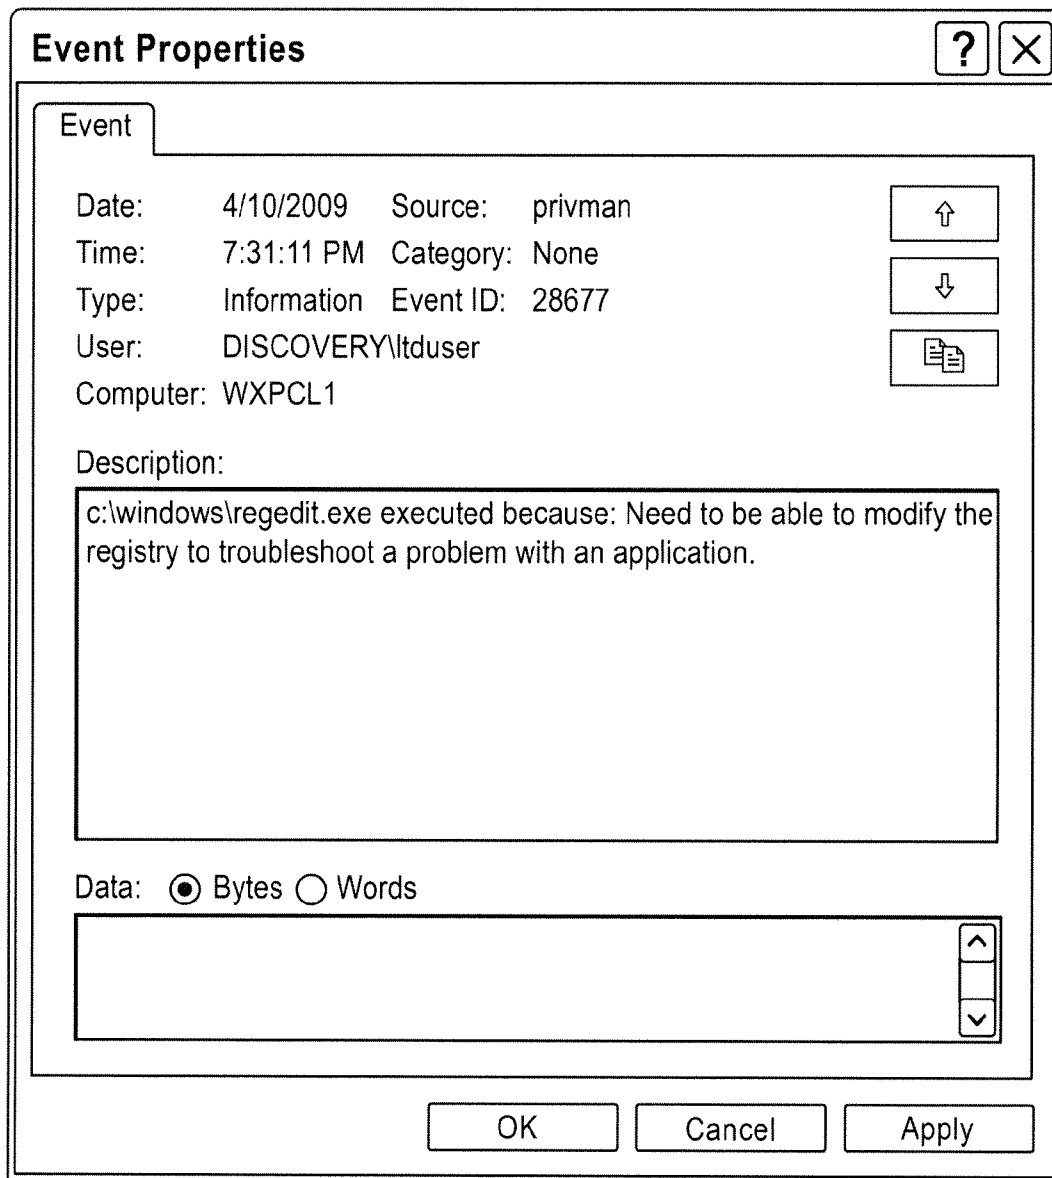 Event Properties
?
Event
Date: 4/10/2009 Source: privman
Time: 7:31:11 PM Category: None
Type: Information Event ID: 28677
User: DISCOVERY\ltduser
Computer: WXPCL1
Description:
c:\windows\regedit.exe executed because: Need to be able to modify the
registry to troubleshoot a problem with an application.
Data: Bytes Words
OK Cancel Apply